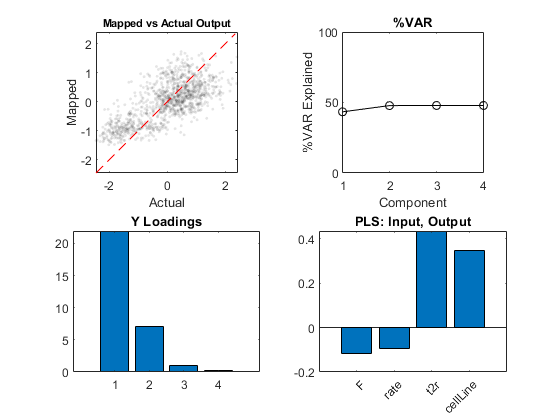 Mapped vs Actual Output
2
1
0
-1
-2
Mapped
-2
0
2
Actual
%VAR
100
50
0
%VAR Explained
1
2
3
4
Component
Y Loadings
20
15
10
5
0
1
2
3
4
PLS: Input, Output
0.4
0.2
0
-0.2
F
rate
t2r
cellLine